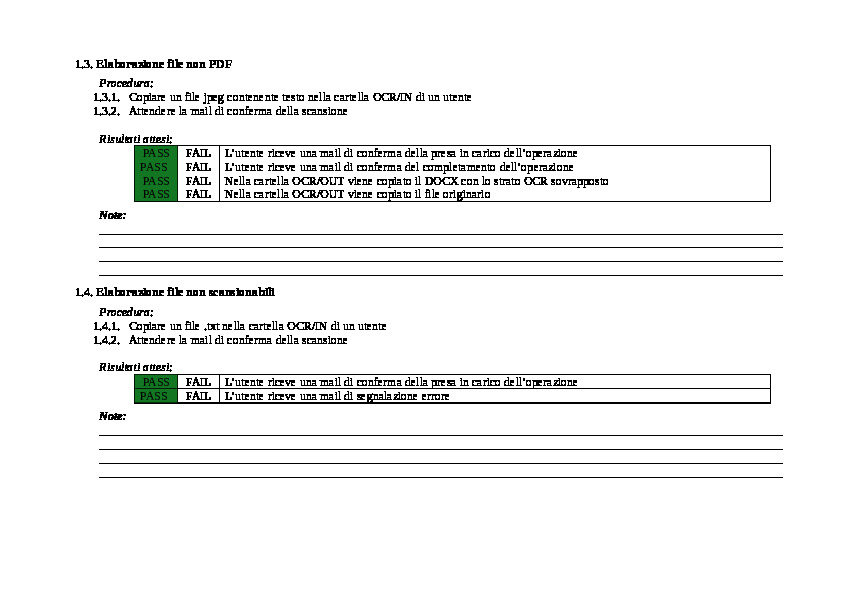 1.3. Elaborazione file non PDF
Procedura:
1.3.1. Copiare un file jpeg contenente testo nella cartella OCR/IN di un utente
1.3.2. Attendere la mail di conferma della scansione
Risultati attesi:
PASS FAIL L'utente riceve una mail di conferma della presa in carico dell'operazione
PASS FAIL L'utente riceve una mail di conferma del completamento dell'operazione
PASS FAIL Nella cartella OCR/OUT viene copiato il DOCX con lo strato OCR sovrapposto
PASS FAIL Nella cartella OCR/OUT viene copiato il file originario
Note:
1.4. Elaborazione file non scansionabili
Procedura:
1.4.1. Copiare un file .txt nella cartella OCR/IN di un utente
1.4.2. Attendere la mail di conferma della scansione
Risultati attesi:
PASS FAIL L'utente riceve una mail di conferma della presa in carico dell'operazione
PASS FAIL L'utente riceve una mail di segnalazione errore
Note: